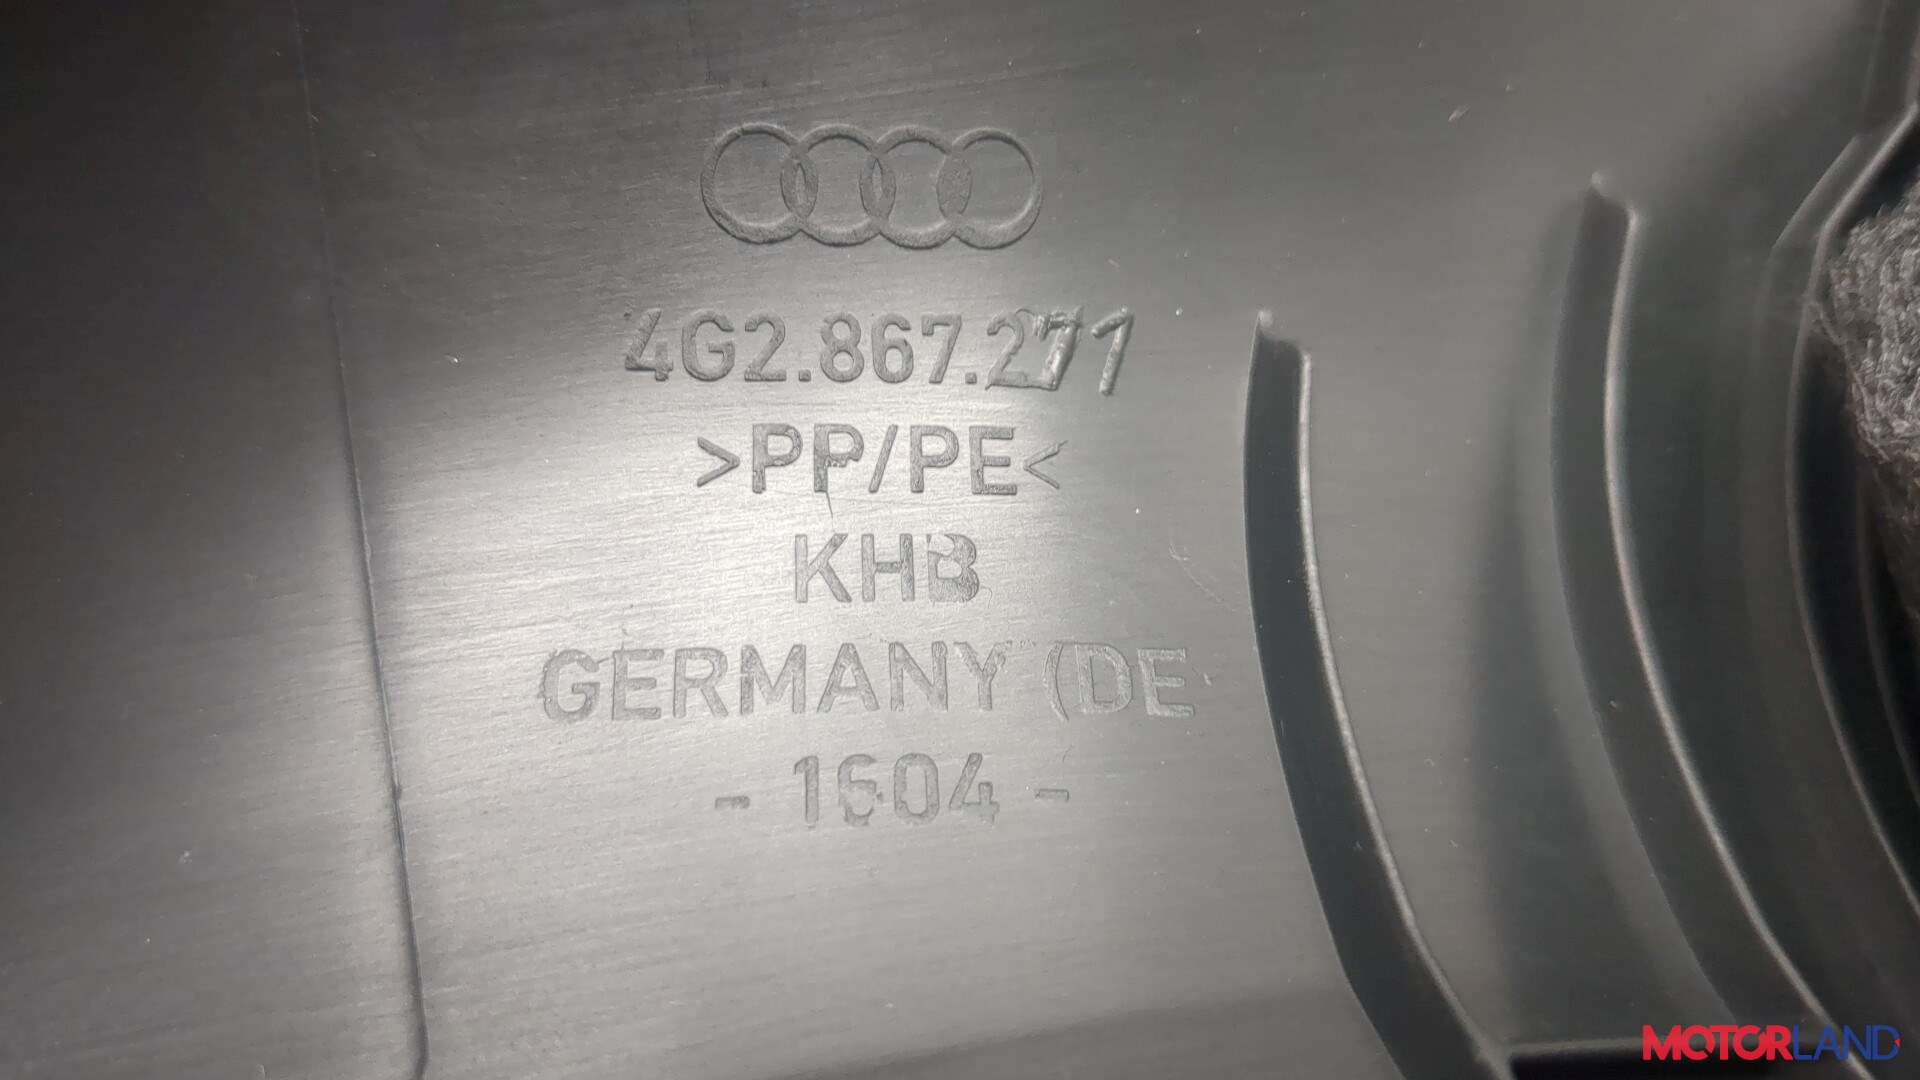 4G2.867.271
>PP/PE<
KHB
GERMANY (DE
- 1604 -
MOTORLAND